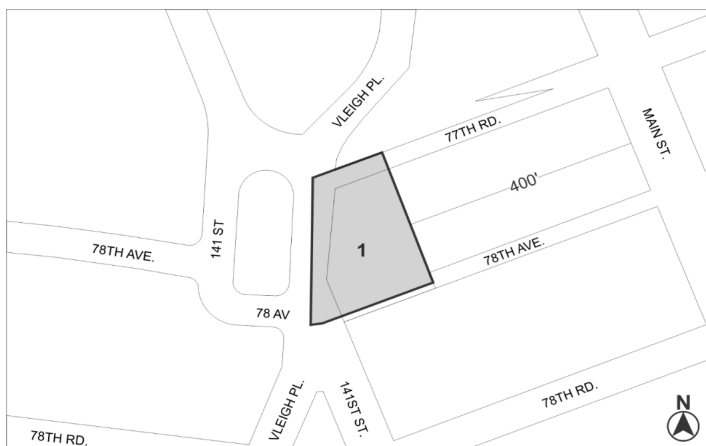 VLEIGH PL.
77TH RD.
MAIN ST.
400'
141 ST
78TH AVE.
1
78TH AVE.
78 AV
VLEIGH PL.
141ST ST.
78TH RD.
78TH RD.
N